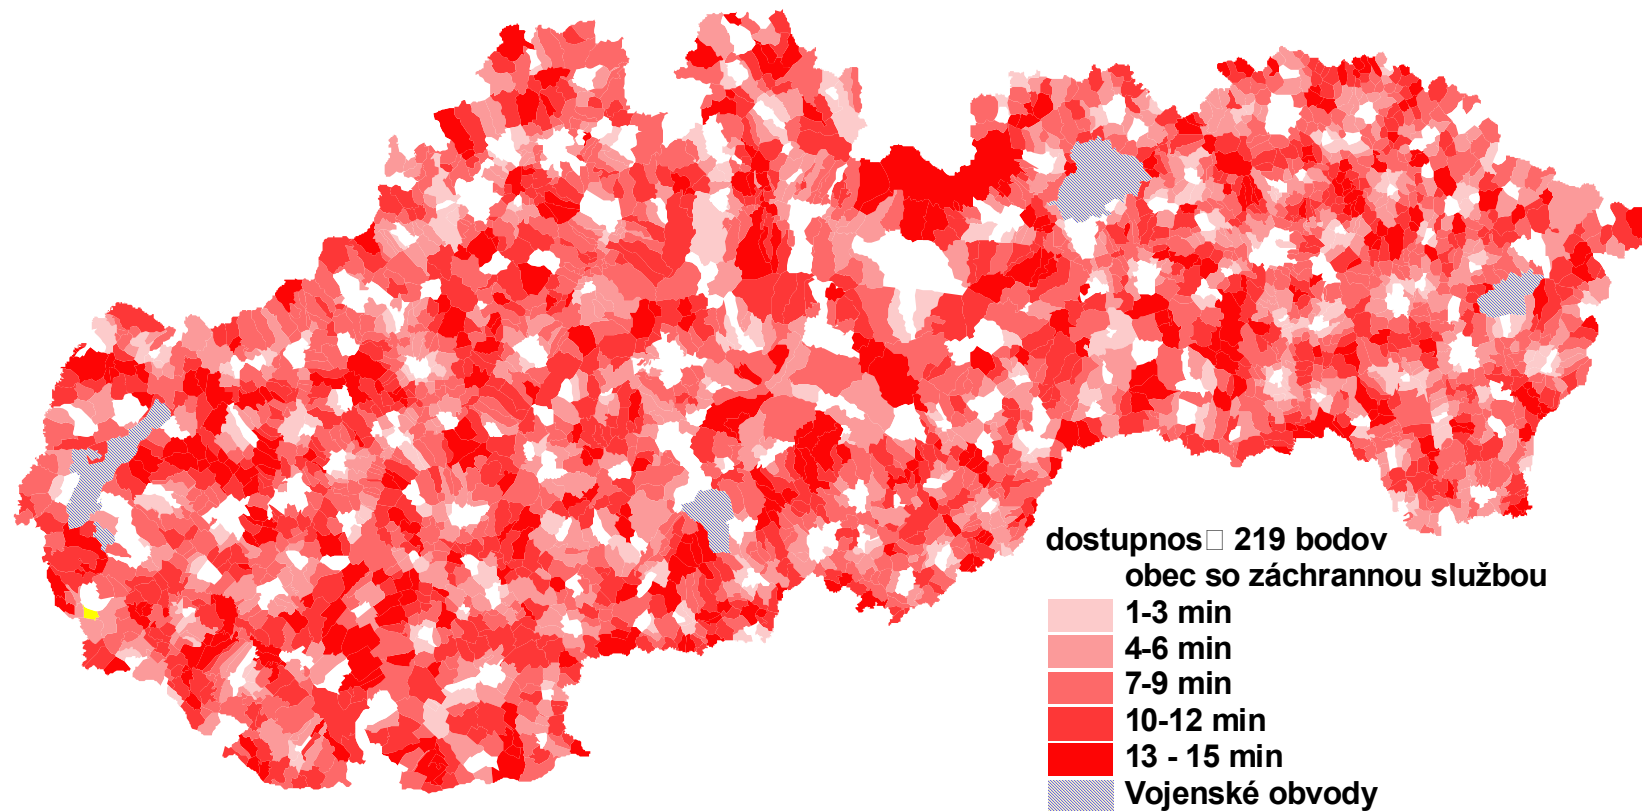 dostupnos□ 219 bodov
obec so záchrannou službou
1-3 min
4-6 min
7-9 min
10-12 min
13 - 15 min
Vojenské obvody